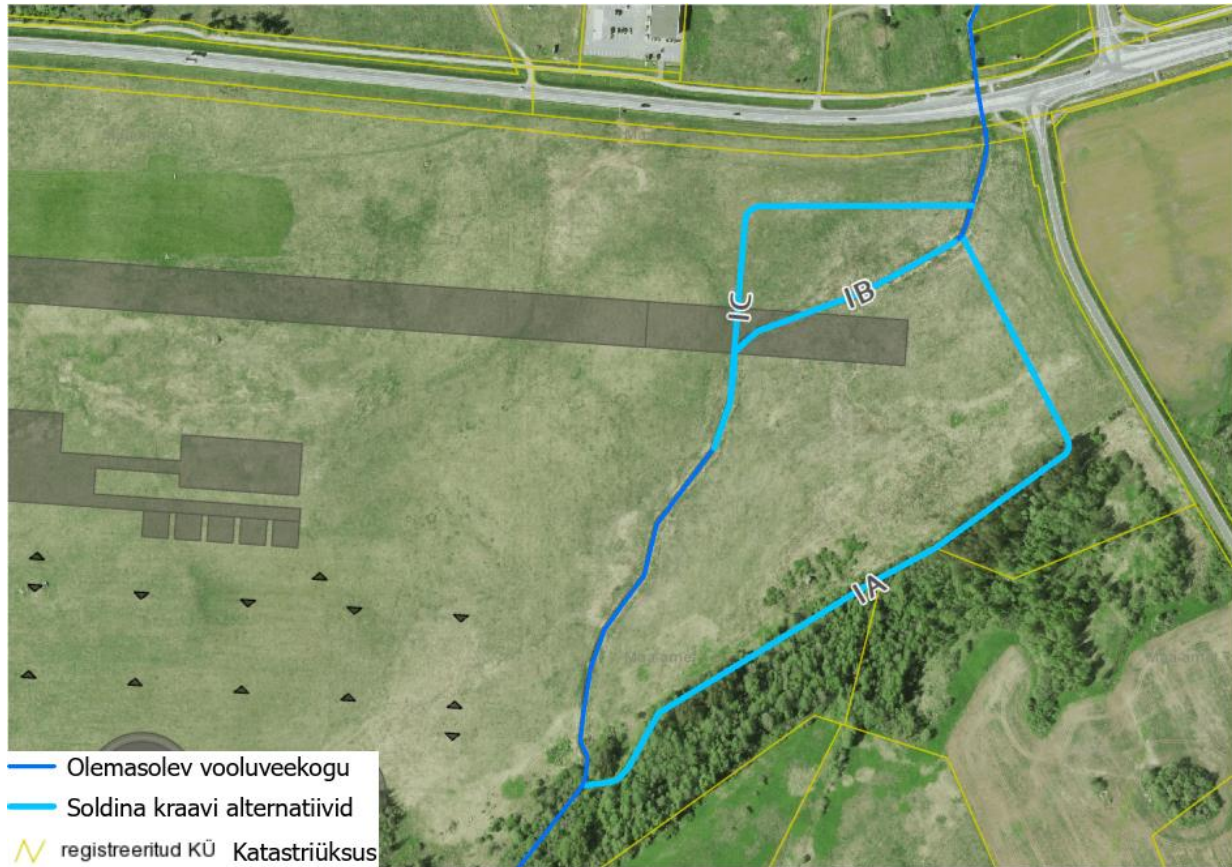 IC
IB
IA
Olemasolev vooluveekogu
Soldina kraavi alternatiivid
registreeritud KÜ Katastriüksus